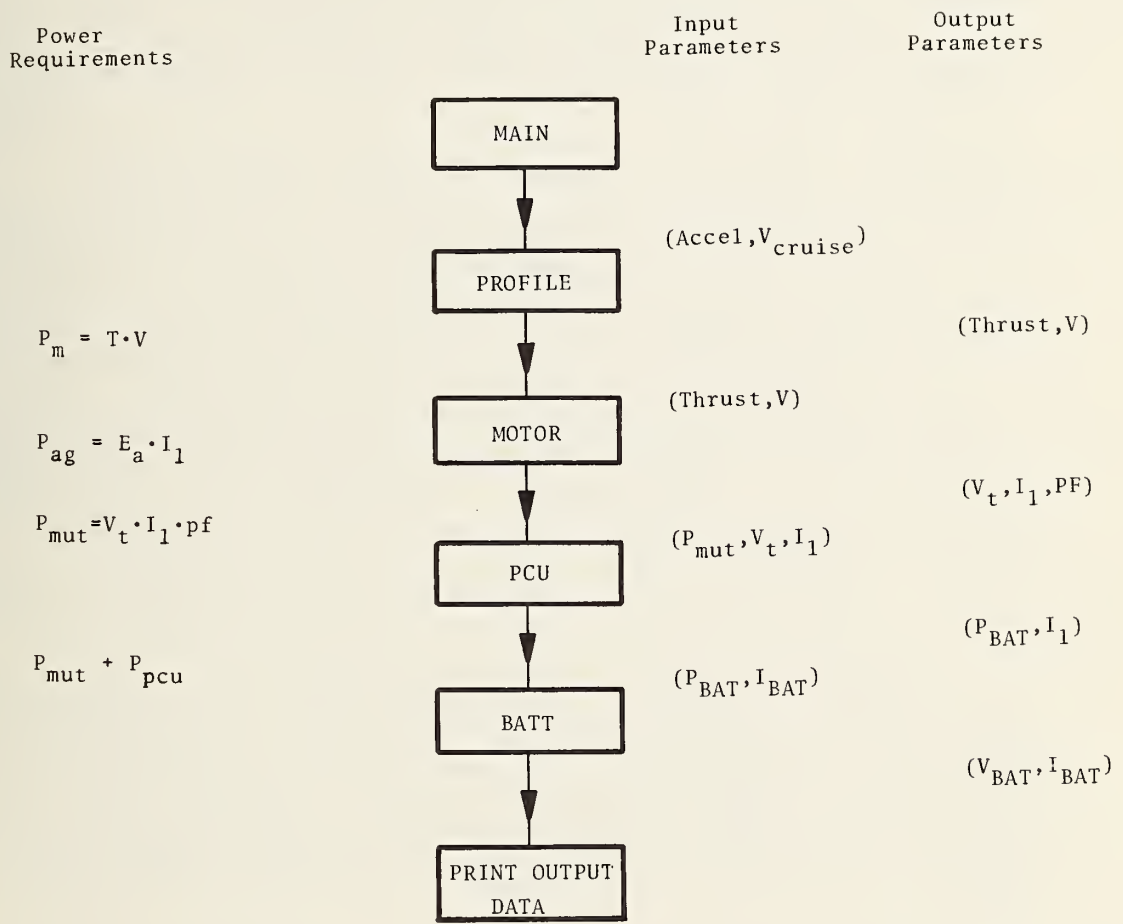 Power
Requirements
Input
Parameters
Output
Parameters
MAIN
(Accel,V_cruise)
PROFILE
P_m = T·V
(Thrust,V)
(Thrust,V)
MOTOR
P_ag = E_a·I_1
(V_t,I_1,PF)
P_mut=V_t·I_1·pf
(P_mut,V_t,I_1)
PCU
(P_BAT,I_1)
P_mut + P_pcu
(P_BAT,I_BAT)
BATT
(V_BAT,I_BAT)
PRINT OUTPUT
DATA